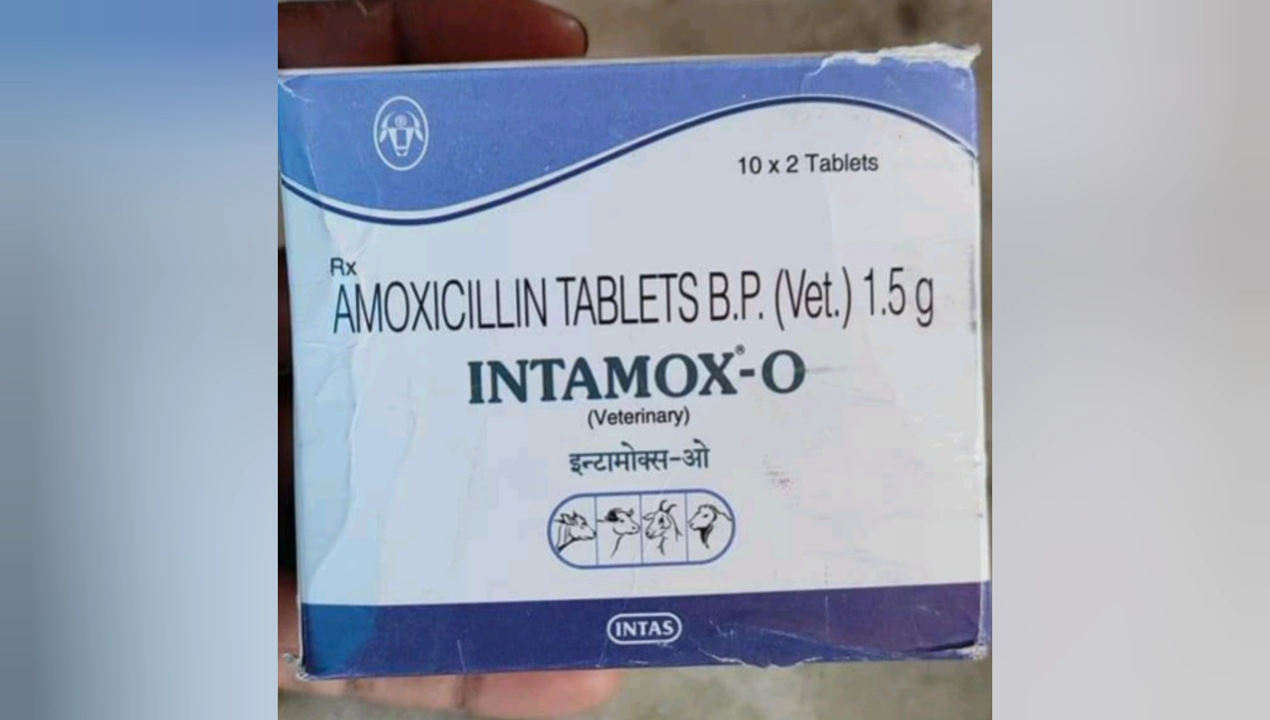 10 x 2 Tablets
Rx
AMOXICILLIN TABLETS B.P. (Vet.) 1.5 g
INTAMOX®-O
(Veterinary)
इन्टामोक्स-ओ
INTAS